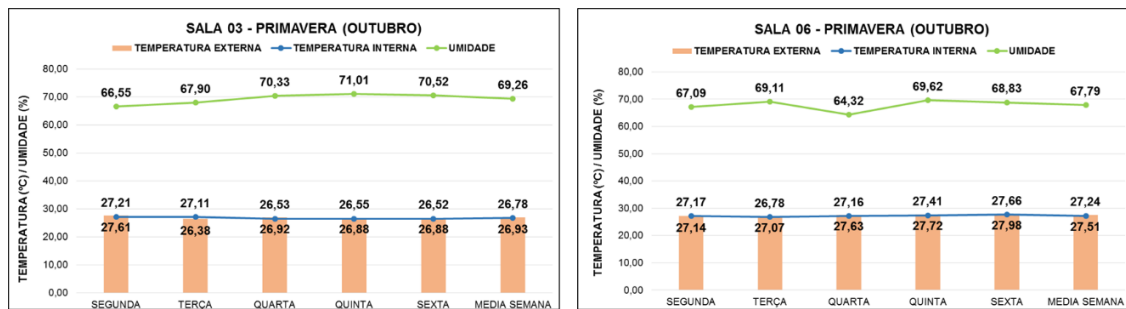 SALA 03 - PRIMAVERA (OUTUBRO)
TEMPERATURA EXTERNA TEMPERATURA INTERNA UMIDADE
TEMPERATURA (ºC) / UMIDADE (%)
80,00
70,00
60,00
50,00
40,00
30,00
20,00
10,00
0,00
66,55 67,90 70,33 71,01 70,52 69,26
27,21 27,11 26,53 26,55 26,52 26,78
27,61 26,38 26,92 26,88 26,88 26,93
SEGUNDA TERÇA QUARTA QUINTA SEXTA MEDIA SEMANA
SALA 06 - PRIMAVERA (OUTUBRO)
TEMPERATURA EXTERNA TEMPERATURA INTERNA UMIDADE
TEMPERATURA (ºC) / UMIDADE (%)
80,00
70,00
60,00
50,00
40,00
30,00
20,00
10,00
0,00
67,09 69,11 64,32 69,62 68,83 67,79
27,17 26,78 27,16 27,41 27,66 27,24
27,14 27,07 27,63 27,72 27,98 27,51
SEGUNDA TERÇA QUARTA QUINTA SEXTA MEDIA SEMANA